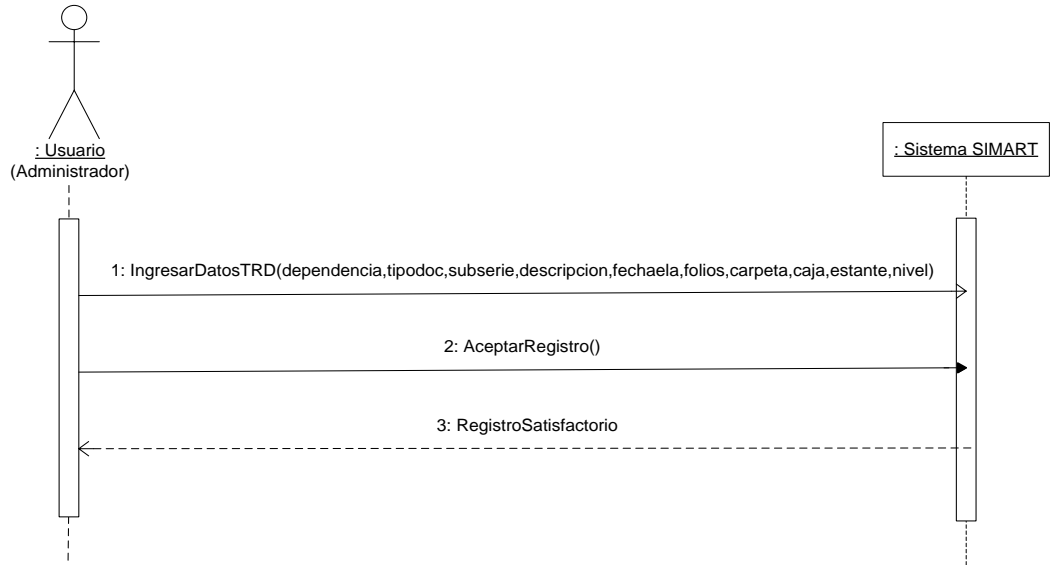 : Usuario
(Administrador)
: Sistema SIMART
1: IngresarDatosTRD(dependencia,tipodoc,subserie,descripcion,fechaela,folios,carpeta,caja,estante,nivel)
2: AceptarRegistro()
3: RegistroSatisfactorio